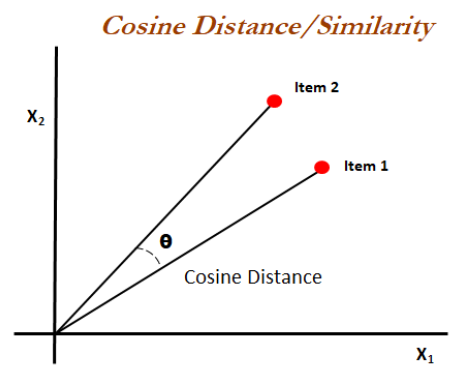 Cosine Distance/Similarity
Item 2
X₂
Item 1
θ
Cosine Distance
X₁